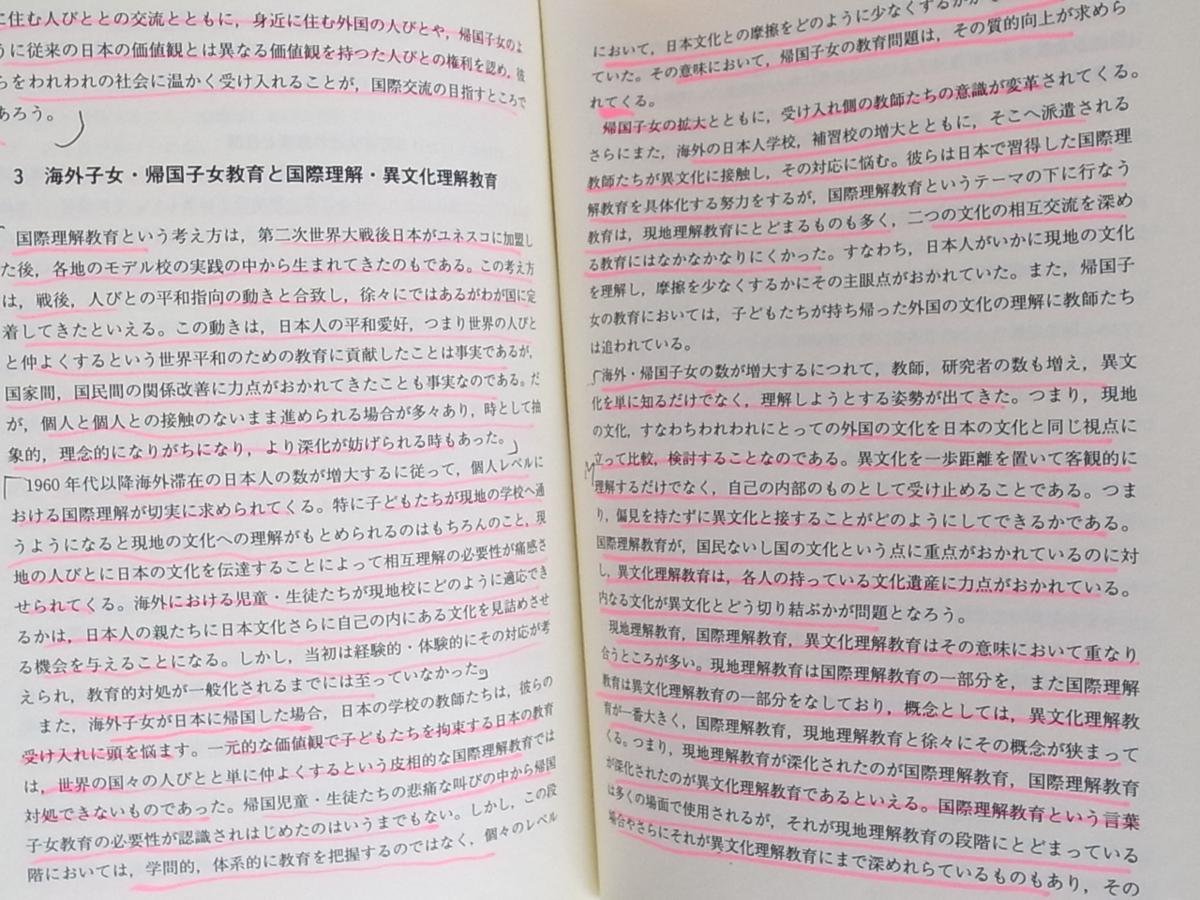 に住む人びととの交流とともに，身近に住む外国の人びとや，帰国子女のよ
うに従来の日本の価値観とは異なる価値観を持つた人びとの権利を認め，彼
らをわれわれの社会に温かく受け入れることが，国際交流の目指すところで
あろう。
3 海外子女・帰国子女教育と国際理解・異文化理解教育
国際理解教育という考え方は，第二次世界大戦後日本がユネスコに加盟し
た後，各地のモデル校の実践の中から生まれてきたのもである。この考え方
は，戦後，人びとの平和指向の動きと合致し，徐々にではあるがわが国に定
着してきたといえる。この動きは，日本人の平和愛好，つまり世界の人びと
と仲よくするという世界平和のための教育に貢献したことは事実であるが，
国家間，国民間の関係改善に力点がおかれてきたことも事実なのである。だ
が，個人と個人との接触のないまま進められる場合が多々あり，時として抽
象的，理念的になりがちになり，より深化が妨げられる時もあった。
1960年代以降海外滞在の日本人の数が増大するに従って，個人レベルに
おける国際理解が切実に求められてくる。特に子どもたちが現地の学校へ通
うようになると現地の文化への理解がもとめられるのはもちろんのこと，現
地の人びとに日本の文化を伝達することによって相互理解の必要性が痛感さ
せられてくる。海外における児童・生徒たちが現地校にどのように適応でき
るかは，日本人の親たちに日本文化さらに自己の内にある文化を見詰めさせ
る機会を与えることになる。しかし，当初は経験的・体験的にその対応が考
えられ，教育的対処が一般化されるまでには至っていなかった。
また，海外子女が日本に帰国した場合，日本の学校の教師たちは，彼らの
受け入れに頭を悩ます。一元的な価値観で子どもたちを拘束する日本の教育
は，世界の国々の人びとと単に仲よくするという皮相的な国際理解教育では
対処できないものであった。帰国児童・生徒たちの悲痛な叫びの中から帰国
子女教育の必要性が認識されはじめたのはいうまでもない。しかし，この段
階においては，学問的，体系的に教育を把握するのではなく，個々のレベル
において，日本文化との摩擦をどのように少なくするかが
ていた。その意味において，帰国子女の教育問題は，その質的向上が求めら
れてくる。
帰国子女の拡大とともに，受け入れ側の教師たちの意識が変革されてくる。
さらにまた，海外の日本人学校，補習校の増大とともに，そこへ派遣される
教師たちが異文化に接触し，その対応に悩む。彼らは日本で習得した国際理
解教育を具体化する努力をするが，国際理解教育というテーマの下に行なう
教育は，現地理解教育にとどまるものも多く，二つの文化の相互交流を深め
る教育にはなかなかなりにくかった。すなわち，日本人がいかに現地の文化
を理解し，摩擦を少なくするかにその主眼点がおかれていた。また，帰国子
女の教育においては，子どもたちが持ち帰った外国の文化の理解に教師たち
は追われている。
海外・帰国子女の数が増大するにつれて，教師，研究者の数も増え，異文
化を単に知るだけでなく，理解しようとする姿勢が出てきた。つまり，現地
の文化，すなわちわれわれにとっての外国の文化を日本の文化と同じ視点に
立って比較，検討することなのである。異文化を一歩距離を置いて客観的に
理解するだけでなく，自己の内部のものとして受け止めることである。つま
り，偏見を持たずに異文化と接することがどのようにしてできるかである。
国際理解教育が，国民ないし国の文化という点に重点がおかれているのに対
し，異文化理解教育は，各人の持っている文化遺産に力点がおかれている。
内なる文化が異文化とどう切り結ぶかが問題となろう。
現地理解教育，国際理解教育，異文化理解教育はその意味において重なり
合うところが多い。現地理解教育は国際理解教育の一部分を，また国際理解
教育は異文化理解教育の一部分をなしており，概念としては，異文化理解教
育が一番大きく，国際理解教育，現地理解教育と徐々にその概念が狭まって
くる。つまり，現地理解教育が深化されたのが国際理解教育，国際理解教育
が深化されたのが異文化理解教育であるといえる。国際理解教育という言葉
は多くの場面で使用されるが，それが現地理解教育の段階にとどまっている
場合やさらにそれが異文化理解教育にまで深めれらているものもあり，その